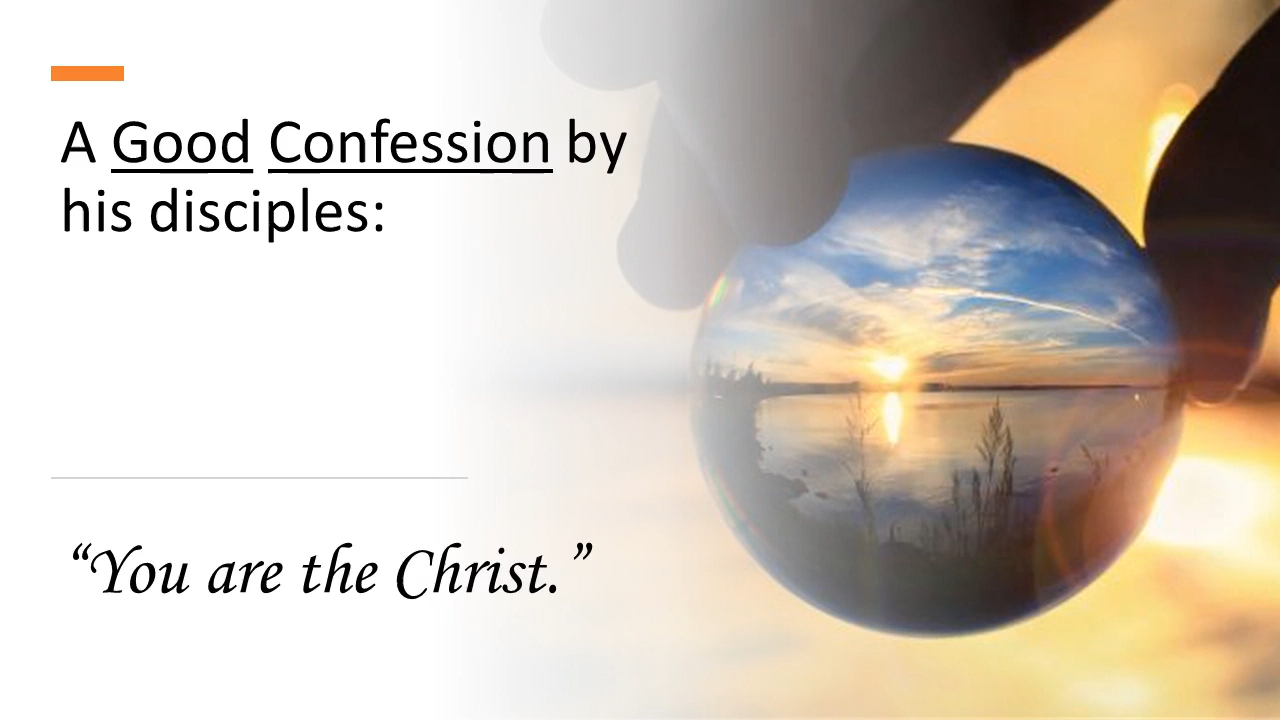 A Good Confession by
his disciples:
“You are the Christ.”